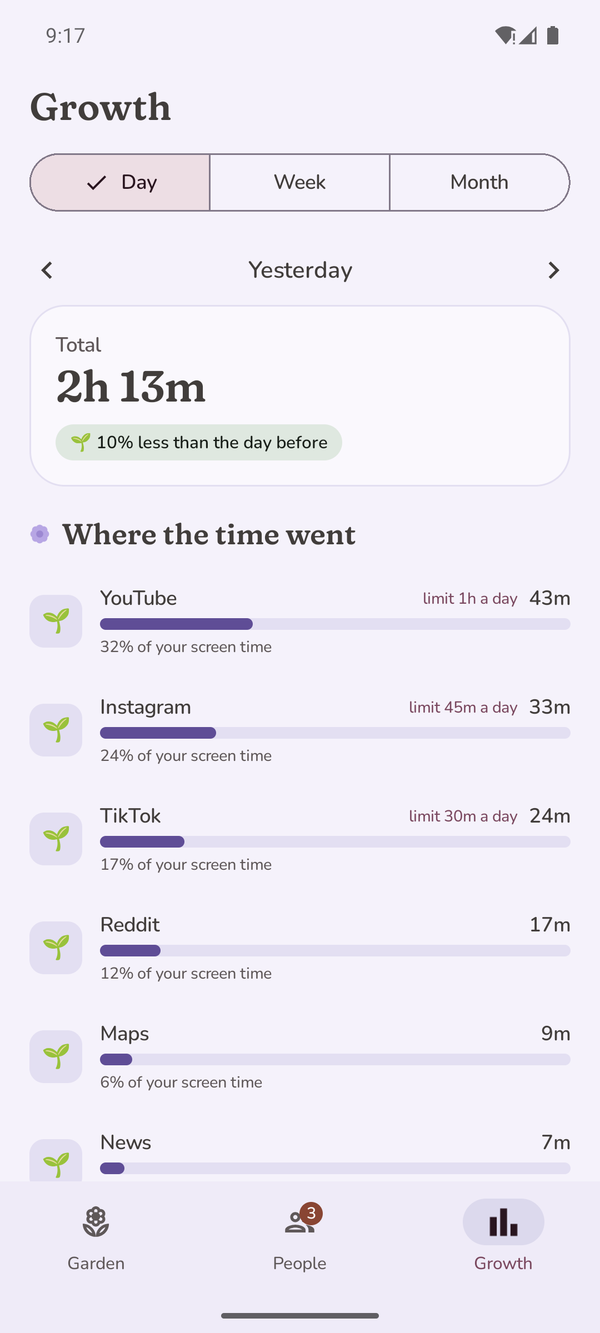 9:17
Growth
Day
Week
Month
Yesterday
Total
2h 13m
10% less than the day before
Where the time went
YouTube limit 1h a day 43m
32% of your screen time
Instagram limit 45m a day 33m
24% of your screen time
TikTok limit 30m a day 24m
17% of your screen time
Reddit 17m
12% of your screen time
Maps 9m
6% of your screen time
News 7m
3
Garden
People
Growth